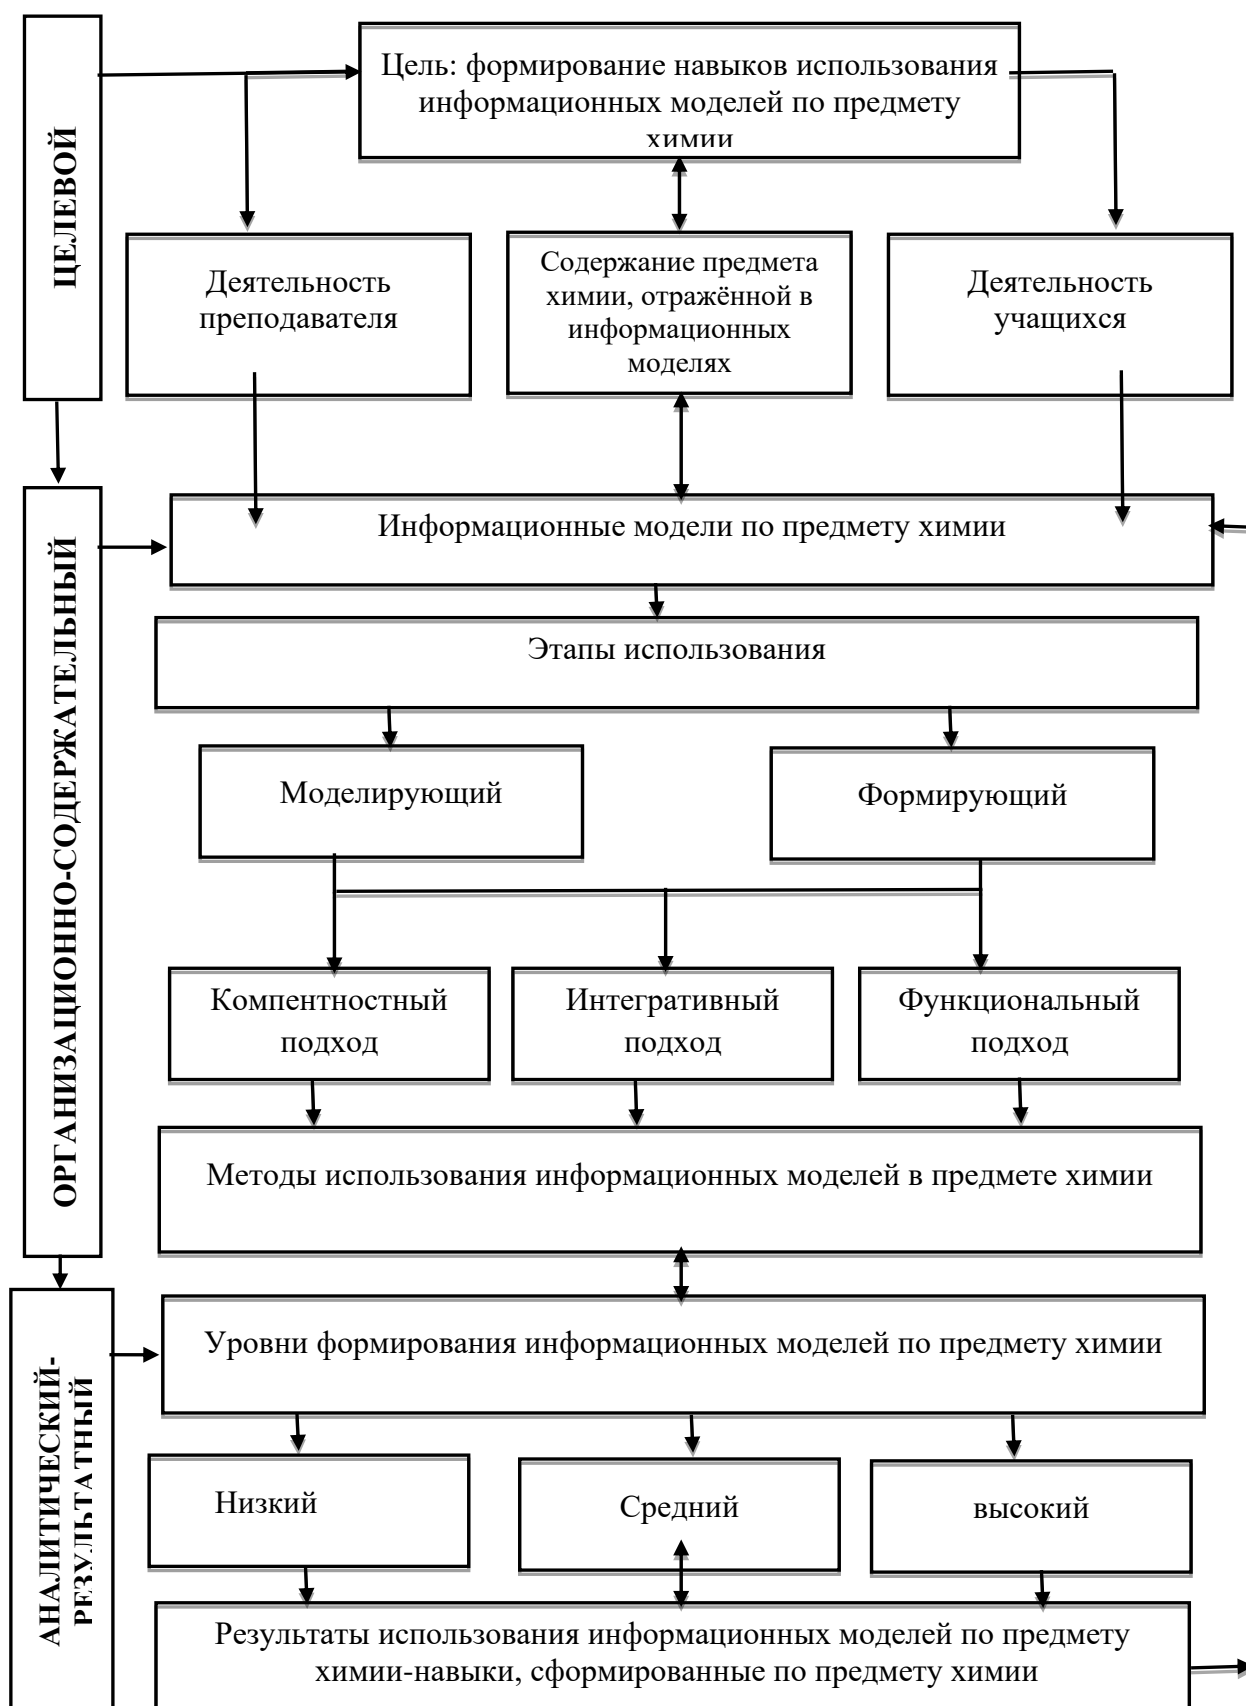 ЦЕЛЕВОЙ
Цель: формирование навыков использования
информационных моделей по предмету
химии
Деятельность
преподавателя
Содержание предмета
химии, отражённой в
информационных
моделях
Деятельность
учащихся
ОРГАНИЗАЦИОННО-СОДЕРЖАТЕЛЬНЫЙ
Информационные модели по предмету химии
Этапы использования
Моделирующий
Формирующий
Компентностный
подход
Интегративный
подход
Функциональный
подход
Методы использования информационных моделей в предмете химии
АНАЛИТИЧЕСКИЙ-
РЕЗУЛЬТАТНЫЙ
Уровни формирования информационных моделей по предмету химии
Низкий
Средний
высокий
Результаты использования информационных моделей по предмету
химии-навыки, сформированные по предмету химии